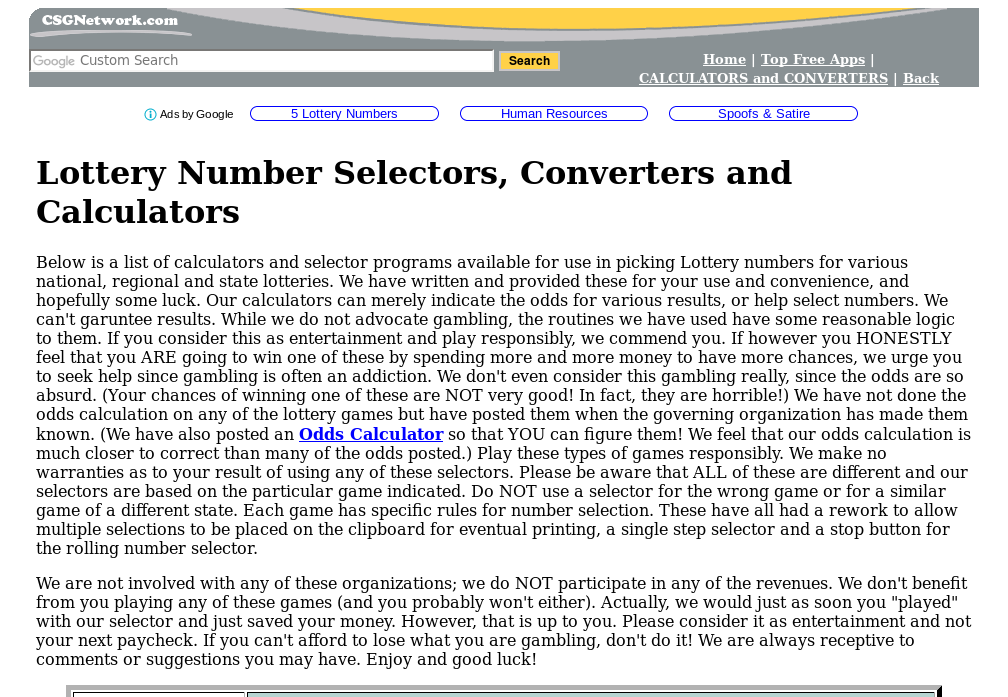 CSGNetwork.com
Google Custom Search
Search
Home | Top Free Apps |
CALCULATORS and CONVERTERS | Back
Ads by Google
5 Lottery Numbers
Human Resources
Spoofs & Satire
Lottery Number Selectors, Converters and
Calculators
Below is a list of calculators and selector programs available for use in picking Lottery numbers for various
national, regional and state lotteries. We have written and provided these for your use and convenience, and
hopefully some luck. Our calculators can merely indicate the odds for various results, or help select numbers. We
can't garuntee results. While we do not advocate gambling, the routines we have used have some reasonable logic
to them. If you consider this as entertainment and play responsibly, we commend you. If however you HONESTLY
feel that you ARE going to win one of these by spending more and more money to have more chances, we urge you
to seek help since gambling is often an addiction. We don't even consider this gambling really, since the odds are so
absurd. (Your chances of winning one of these are NOT very good! In fact, they are horrible!) We have not done the
odds calculation on any of the lottery games but have posted them when the governing organization has made them
known. (We have also posted an Odds Calculator so that YOU can figure them! We feel that our odds calculation is
much closer to correct than many of the odds posted.) Play these types of games responsibly. We make no
warranties as to your result of using any of these selectors. Please be aware that ALL of these are different and our
selectors are based on the particular game indicated. Do NOT use a selector for the wrong game or for a similar
game of a different state. Each game has specific rules for number selection. These have all had a rework to allow
multiple selections to be placed on the clipboard for eventual printing, a single step selector and a stop button for
the rolling number selector.
We are not involved with any of these organizations; we do NOT participate in any of the revenues. We don't benefit
from you playing any of these games (and you probably won't either). Actually, we would just as soon you "played"
with our selector and just saved your money. However, that is up to you. Please consider it as entertainment and not
your next paycheck. If you can't afford to lose what you are gambling, don't do it! We are always receptive to
comments or suggestions you may have. Enjoy and good luck!